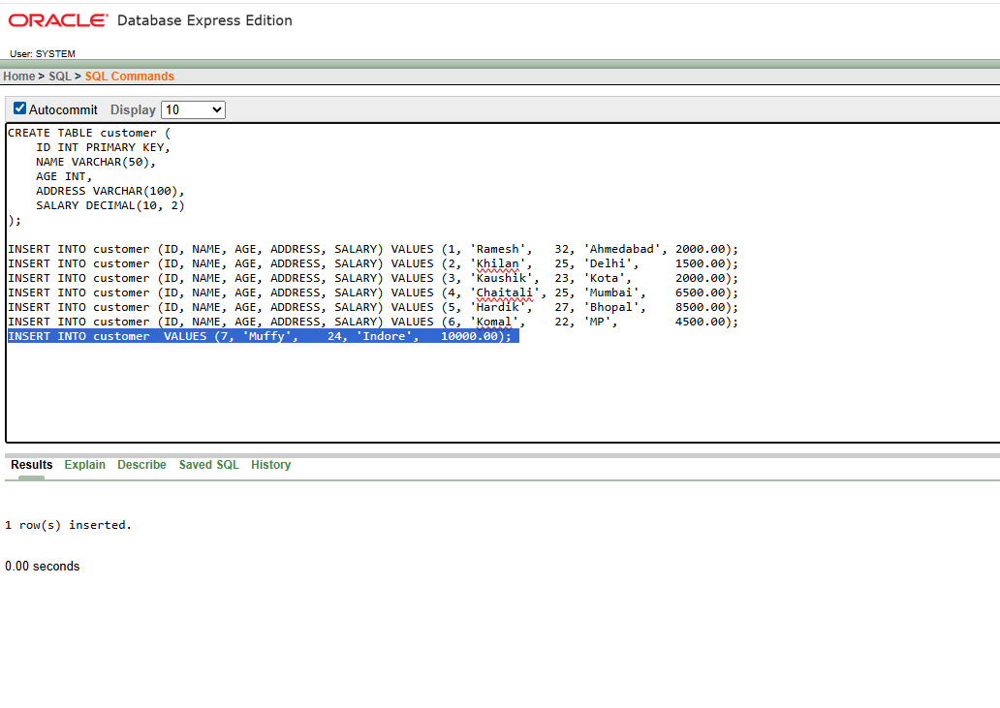 ORACLE Database Express Edition
User: SYSTEM
Home > SQL > SQL Commands
Autocommit Display 10
CREATE TABLE customer (
    ID INT PRIMARY KEY,
    NAME VARCHAR(50),
    AGE INT,
    ADDRESS VARCHAR(100),
    SALARY DECIMAL(10, 2)
);
INSERT INTO customer (ID, NAME, AGE, ADDRESS, SALARY) VALUES (1, 'Ramesh',   32, 'Ahmedabad', 2000.00);
INSERT INTO customer (ID, NAME, AGE, ADDRESS, SALARY) VALUES (2, 'Khilan',   25, 'Delhi',     1500.00);
INSERT INTO customer (ID, NAME, AGE, ADDRESS, SALARY) VALUES (3, 'Kaushik',  23, 'Kota',      2000.00);
INSERT INTO customer (ID, NAME, AGE, ADDRESS, SALARY) VALUES (4, 'Chaitali', 25, 'Mumbai',    6500.00);
INSERT INTO customer (ID, NAME, AGE, ADDRESS, SALARY) VALUES (5, 'Hardik',   27, 'Bhopal',    8500.00);
INSERT INTO customer (ID, NAME, AGE, ADDRESS, SALARY) VALUES (6, 'Komal',    22, 'MP',        4500.00);
INSERT INTO customer  VALUES (7, 'Muffy',    24, 'Indore',   10000.00);
Results Explain Describe Saved SQL History
1 row(s) inserted.
0.00 seconds